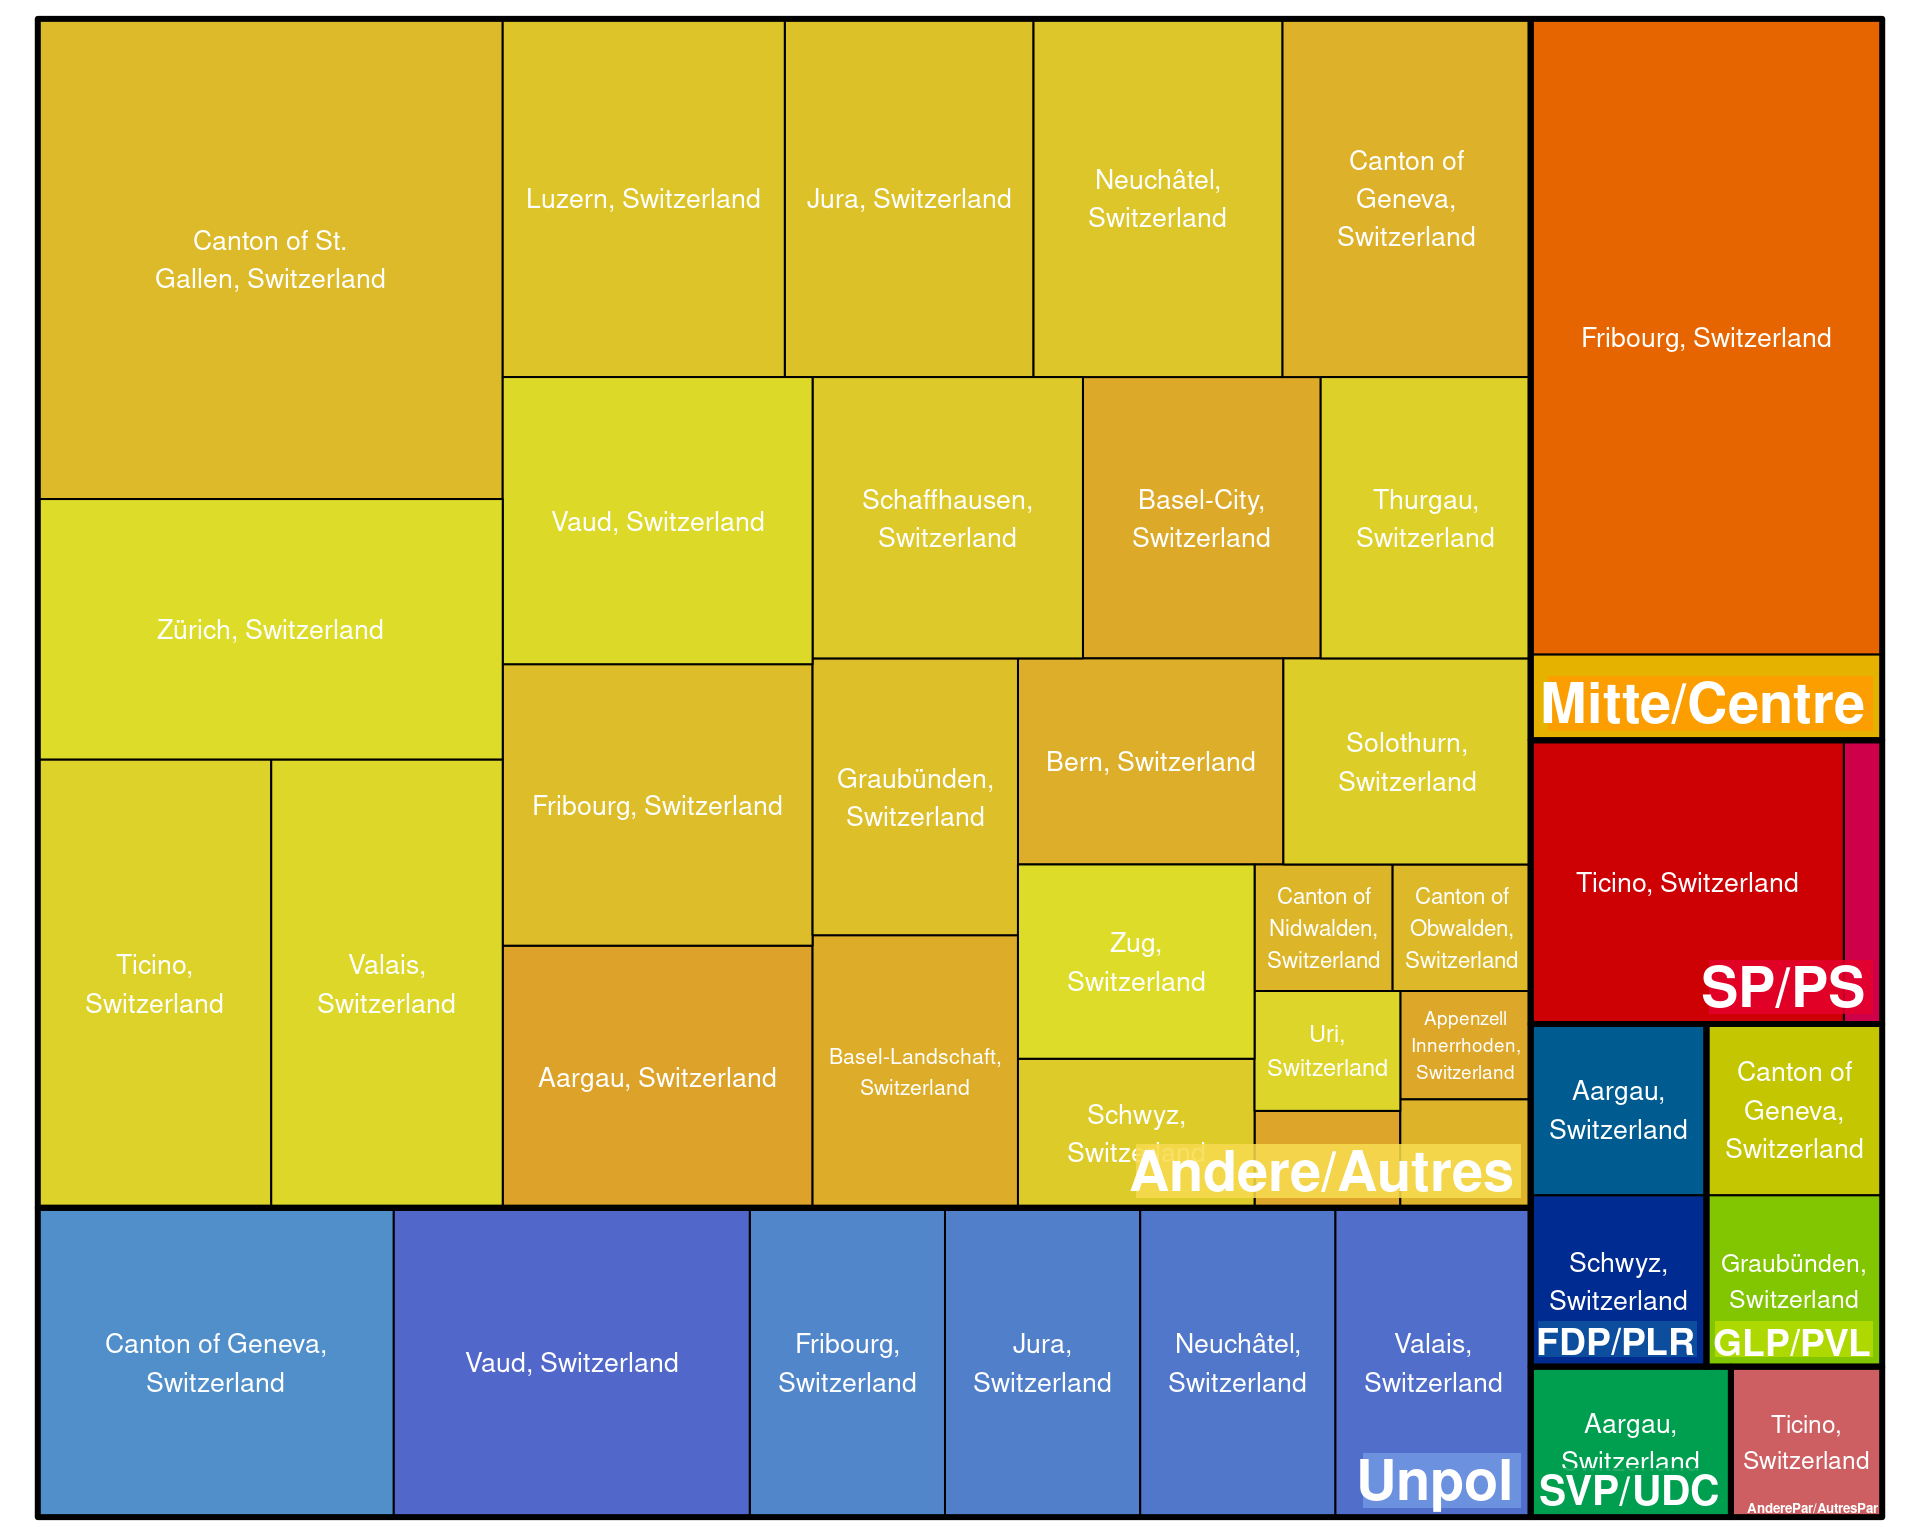 Canton of St.
Gallen, Switzerland
Luzern, Switzerland
Jura, Switzerland
Neuchâtel,
Switzerland
Canton of
Geneva,
Switzerland
Fribourg, Switzerland
Mitte/Centre
Zürich, Switzerland
Vaud, Switzerland
Schaffhausen,
Switzerland
Basel-City,
Switzerland
Thurgau,
Switzerland
Ticino,
Switzerland
Valais,
Switzerland
Fribourg, Switzerland
Graubünden,
Switzerland
Bern, Switzerland
Solothurn,
Switzerland
Aargau, Switzerland
Basel-Landschaft,
Switzerland
Zug,
Switzerland
Canton of
Nidwalden,
Switzerland
Canton of
Obwalden,
Switzerland
Uri,
Switzerland
Appenzell
Innerrhoden,
Switzerland
Schwyz,
Switzerland
Andere/Autres
Ticino, Switzerland
SP/PS
Aargau,
Switzerland
Schwyz,
Switzerland
FDP/PLR
Canton of
Geneva,
Switzerland
Graubünden,
Switzerland
GLP/PVL
Canton of Geneva,
Switzerland
Vaud, Switzerland
Fribourg,
Switzerland
Jura,
Switzerland
Neuchâtel,
Switzerland
Valais,
Switzerland
Unpol
Aargau,
Switzerland
SVP/UDC
Ticino,
Switzerland
AnderePar/AutresPar